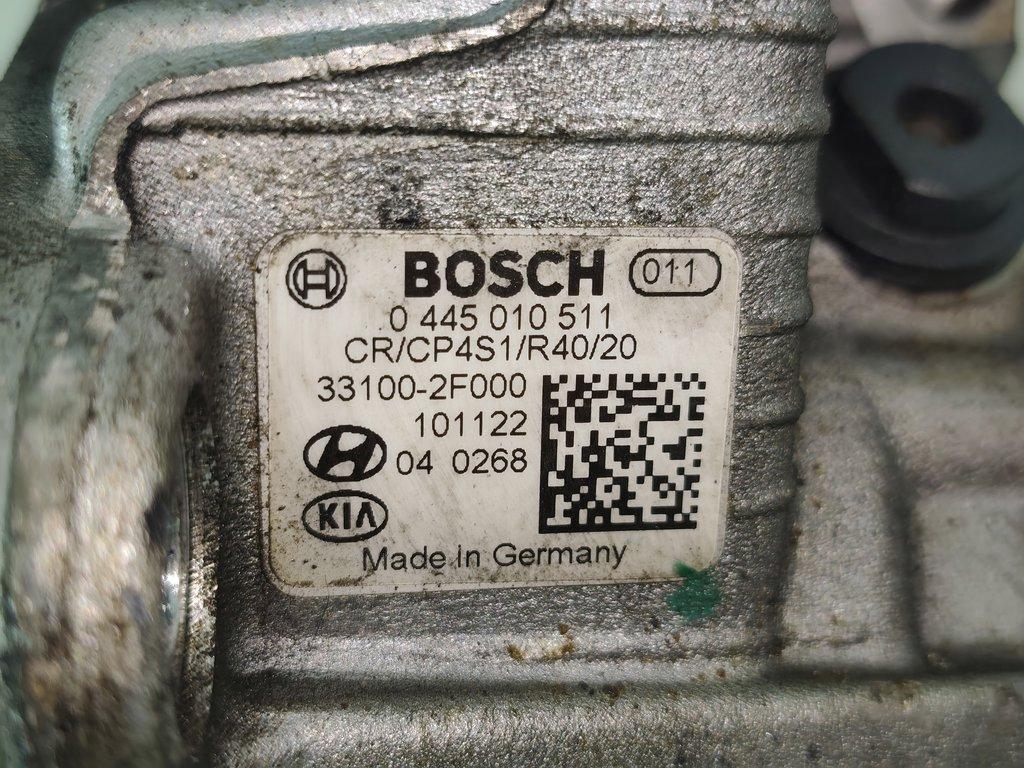 BOSCH 011
0 445 010 511
CR/CP4S1/R40/20
33100-2F000
101122
04 0268
KIA
Made in Germany